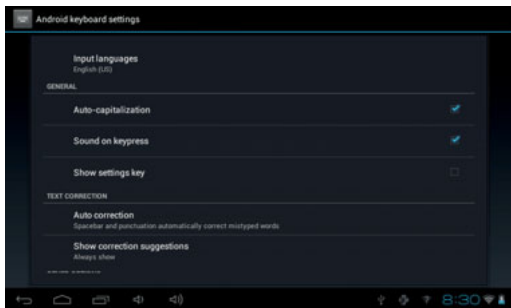 Android keyboard settings
Input languages
English (US)
GENERAL
Auto-capitalization
Sound on keypress
Show settings key
TEXT CORRECTION
Auto correction
Spacebar and punctuation automatically correct mistyped words
Show correction suggestions
Always show
8:30